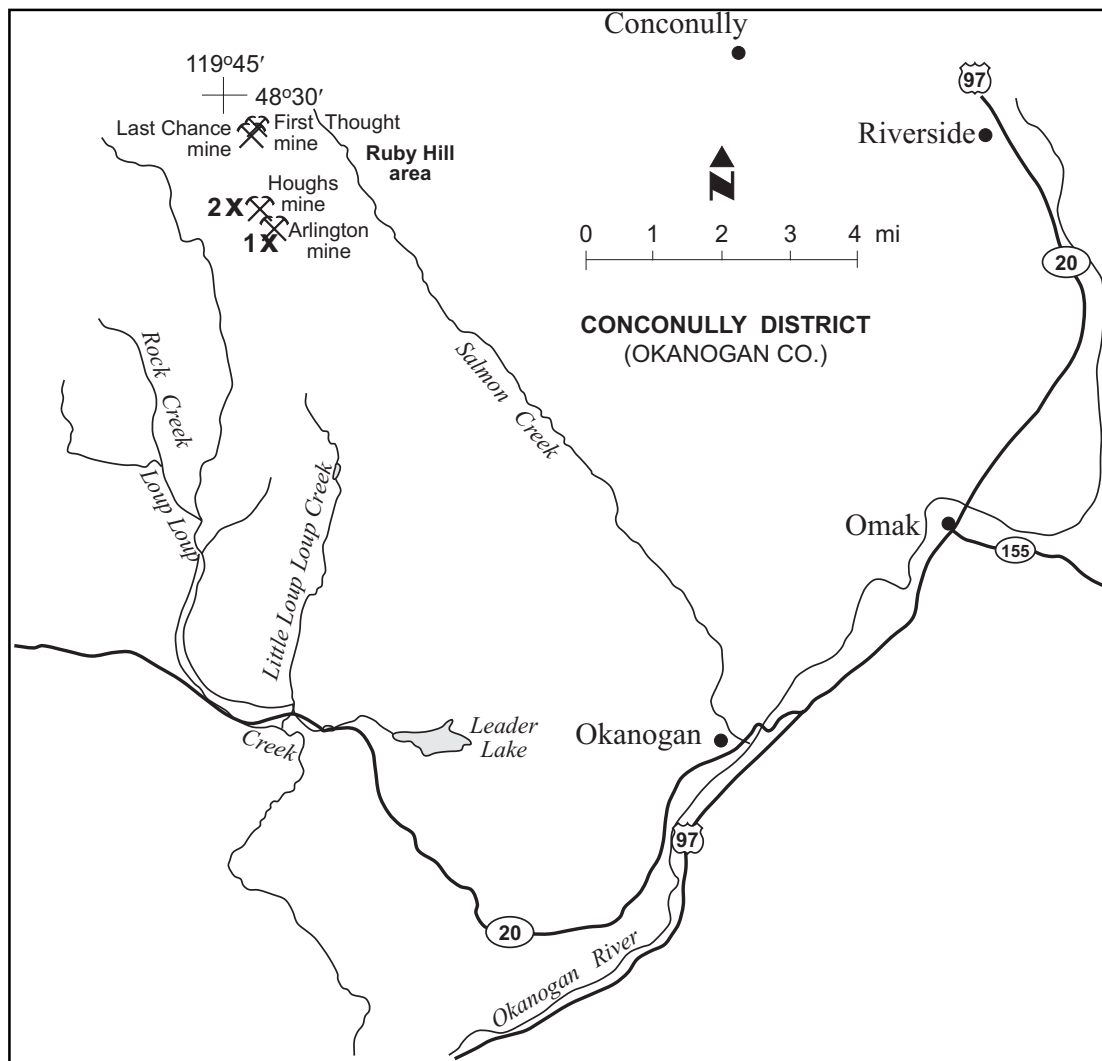 Conconully
119º45′
48º30′
97
Last Chance
mine
First Thought
mine
Ruby Hill
area
Riverside
N
2 X
Houghs
mine
1 X
Arlington
mine
0 1 2 3 4 mi
20
CONCONULLY DISTRICT
(OKANOGAN CO.)
Rock
Creek
Salmon Creek
Loup Loup
Little Loup Loup Creek
Omak
155
Creek
Leader
Lake
Okanogan
97
20
Okanogan River